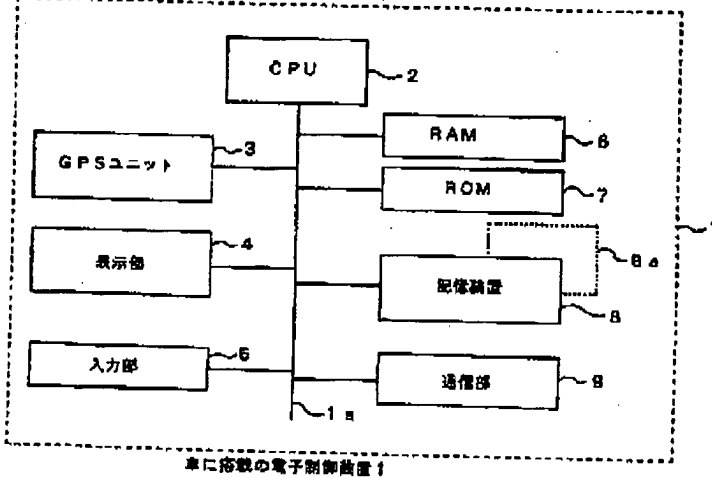 CPU
2
GPSユニット
3
RAM
6
ROM
7
表示部
4
記憶装置
8a
8
入力部
5
通信部
9
1a
車に搭載の電子制御装置1